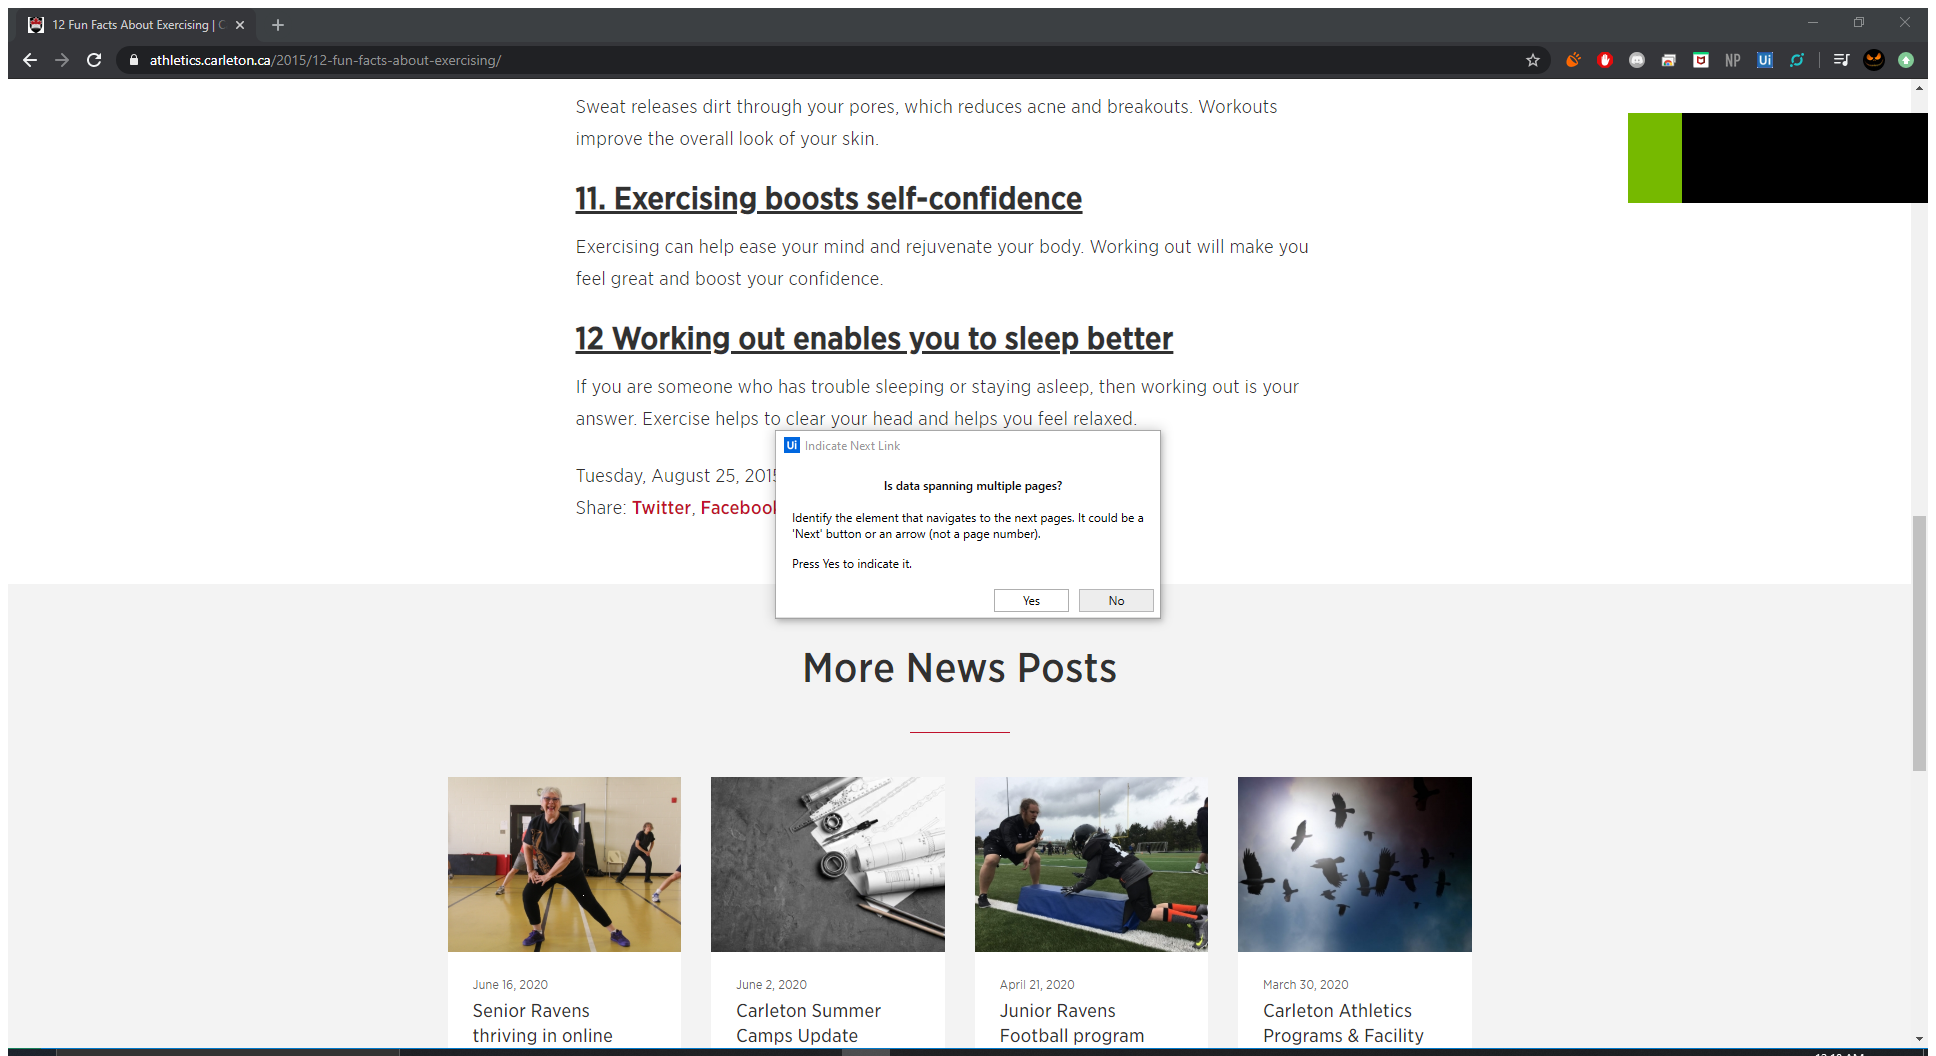 12 Fun Facts About Exercising | C
athletics.carleton.ca/2015/12-fun-facts-about-exercising/
NP
Ui
Sweat releases dirt through your pores, which reduces acne and breakouts. Workouts
improve the overall look of your skin.
11. Exercising boosts self-confidence
Exercising can help ease your mind and rejuvenate your body. Working out will make you
feel great and boost your confidence.
12 Working out enables you to sleep better
If you are someone who has trouble sleeping or staying asleep, then working out is your
answer. Exercise helps to clear your head and helps you feel relaxed.
Tuesday, August 25, 2015
Share: Twitter, Facebook
Ui Indicate Next Link
Is data spanning multiple pages?
Identify the element that navigates to the next pages. It could be a
'Next' button or an arrow (not a page number).
Press Yes to indicate it.
Yes No
More News Posts
June 16, 2020
Senior Ravens
thriving in online
June 2, 2020
Carleton Summer
Camps Update
April 21, 2020
Junior Ravens
Football program
March 30, 2020
Carleton Athletics
Programs & Facility